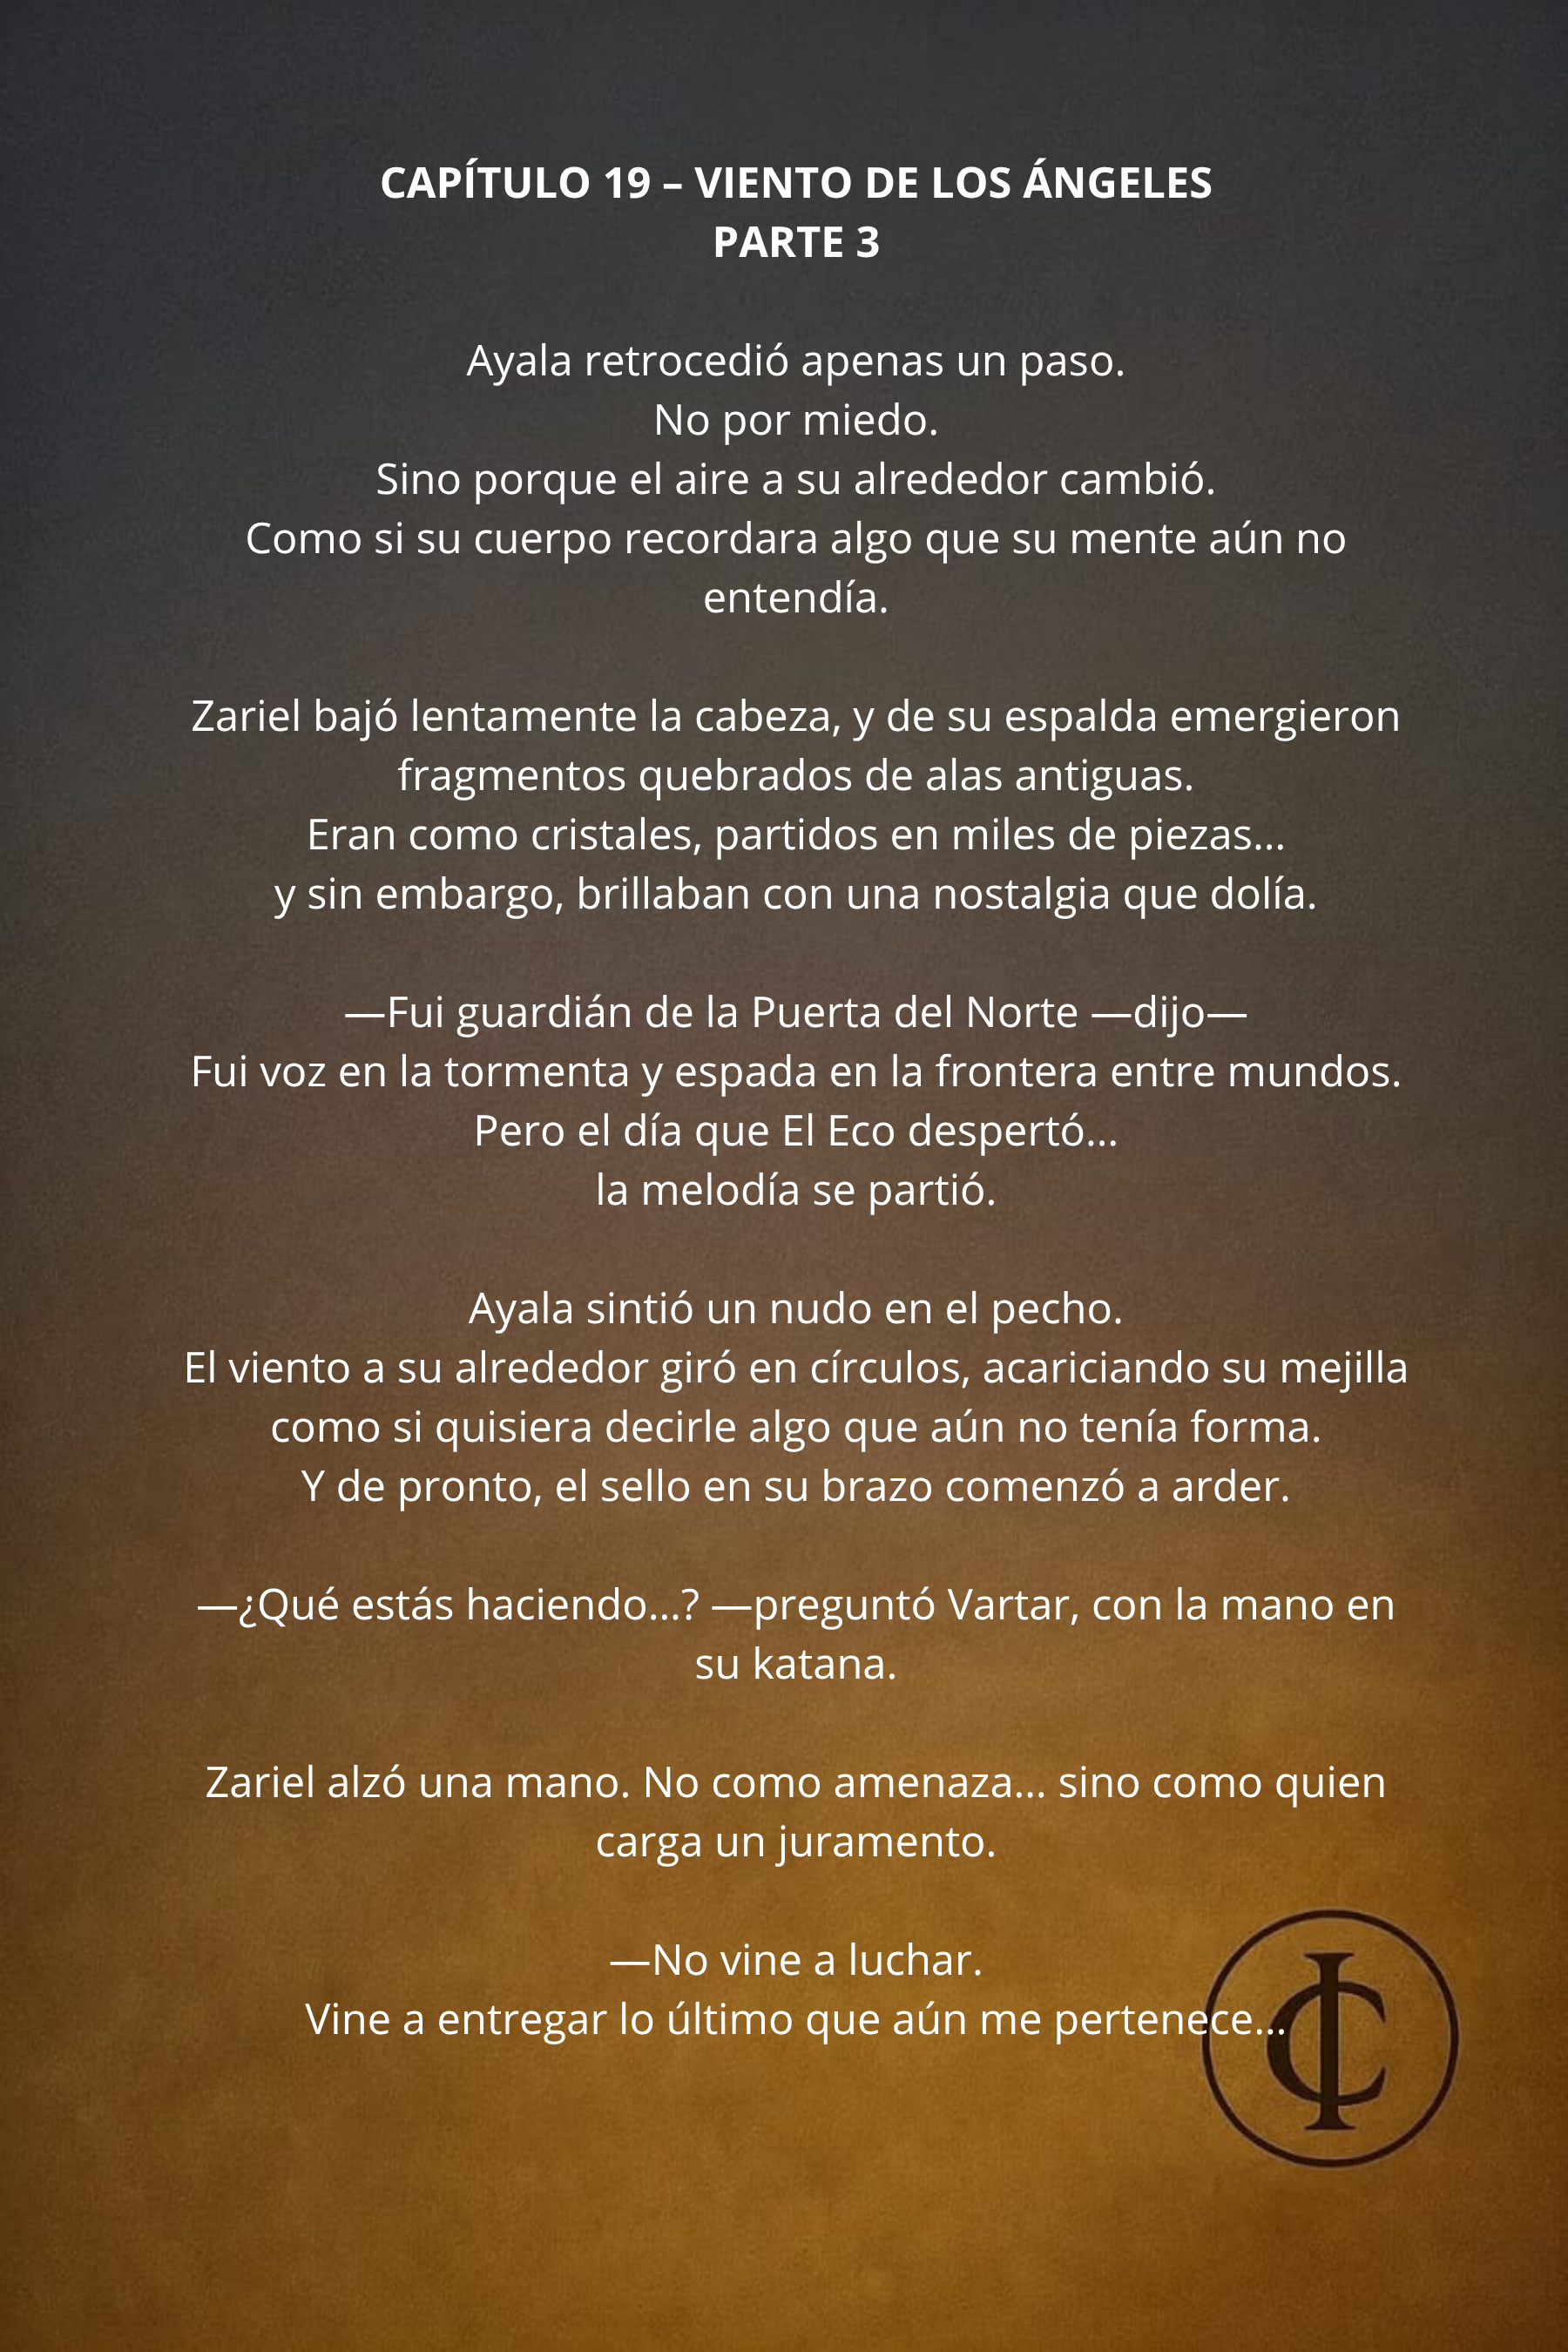 CAPÍTULO 19 – VIENTO DE LOS ÁNGELES
PARTE 3
Ayala retrocedió apenas un paso.
No por miedo.
Sino porque el aire a su alrededor cambió.
Como si su cuerpo recordara algo que su mente aún no
entendía.
Zariel bajó lentamente la cabeza, y de su espalda emergieron
fragmentos quebrados de alas antiguas.
Eran como cristales, partidos en miles de piezas...
y sin embargo, brillaban con una nostalgia que dolía.
—Fui guardián de la Puerta del Norte —dijo—
Fui voz en la tormenta y espada en la frontera entre mundos.
Pero el día que El Eco despertó...
la melodía se partió.
Ayala sintió un nudo en el pecho.
El viento a su alrededor giró en círculos, acariciando su mejilla
como si quisiera decirle algo que aún no tenía forma.
Y de pronto, el sello en su brazo comenzó a arder.
—¿Qué estás haciendo...? —preguntó Vartar, con la mano en
su katana.
Zariel alzó una mano. No como amenaza... sino como quien
carga un juramento.
—No vine a luchar.
Vine a entregar lo último que aún me pertenece...
IC